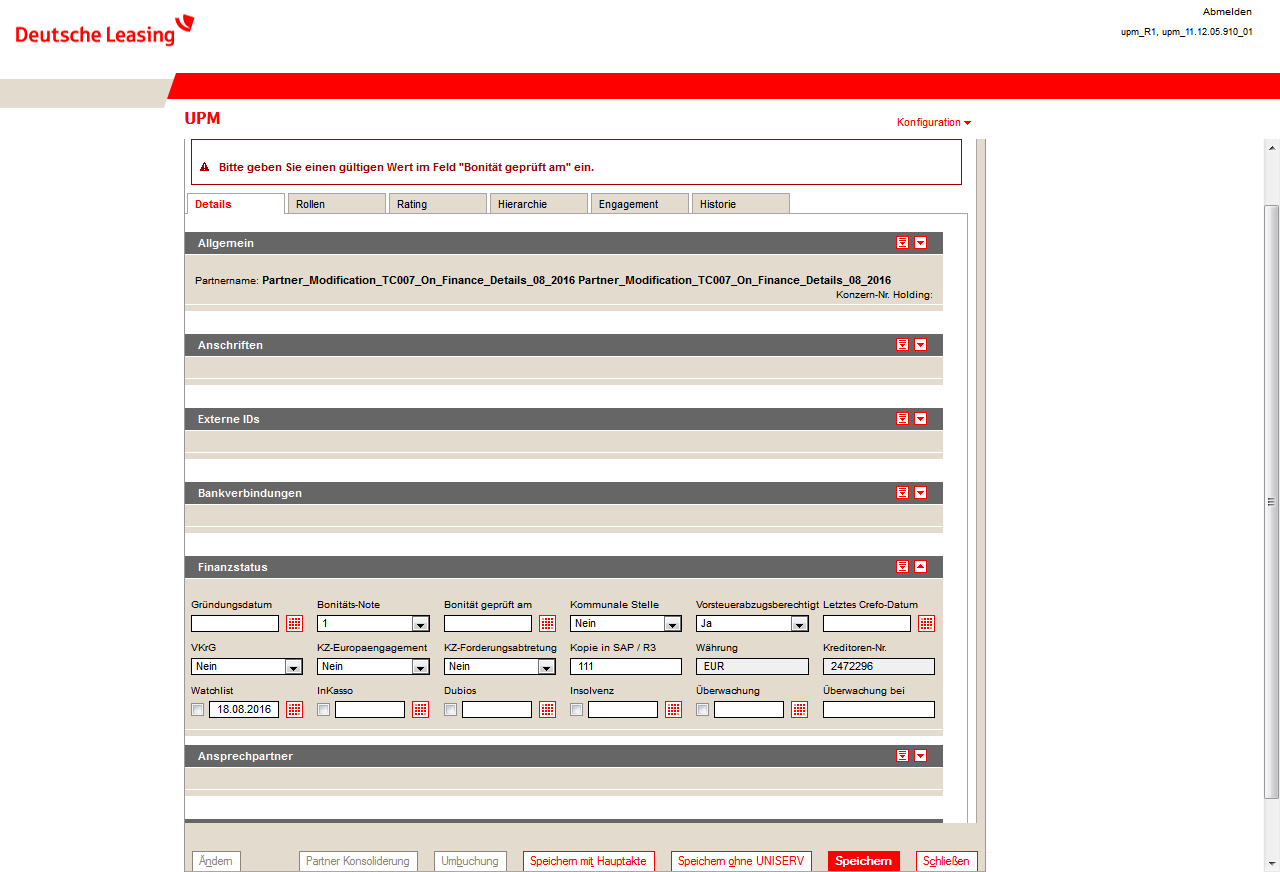 Deutsche Leasing
Abmelden
upm_R1, upm_11.12.05.910_01
UPM
Konfiguration
Bitte geben Sie einen gültigen Wert im Feld "Bonität geprüft am" ein.
Details Rollen Rating Hierarchie Engagement Historie
Allgemein
Partnername: Partner_Modification_TC007_On_Finance_Details_08_2016 Partner_Modification_TC007_On_Finance_Details_08_2016
Konzern-Nr. Holding:
Anschriften
Externe IDs
Bankverbindungen
Finanzstatus
Gründungsdatum Bonitäts-Note Bonität geprüft am Kommunale Stelle Vorsteuerabzugsberechtigt Letztes Crefo-Datum
1 Nein Ja
VKrG KZ-Europaengagement KZ-Forderungsabtretung Kopie in SAP / R3 Währung Kreditoren-Nr.
Nein Nein Nein 111 EUR 2472296
Watchlist InKasso Dubios Insolvenz Überwachung Überwachung bei
18.08.2016
Ansprechpartner
Ändern Partner Konsolidierung Umbuchung Speichern mit Hauptakte Speichern ohne UNISERV Speichern Schließen